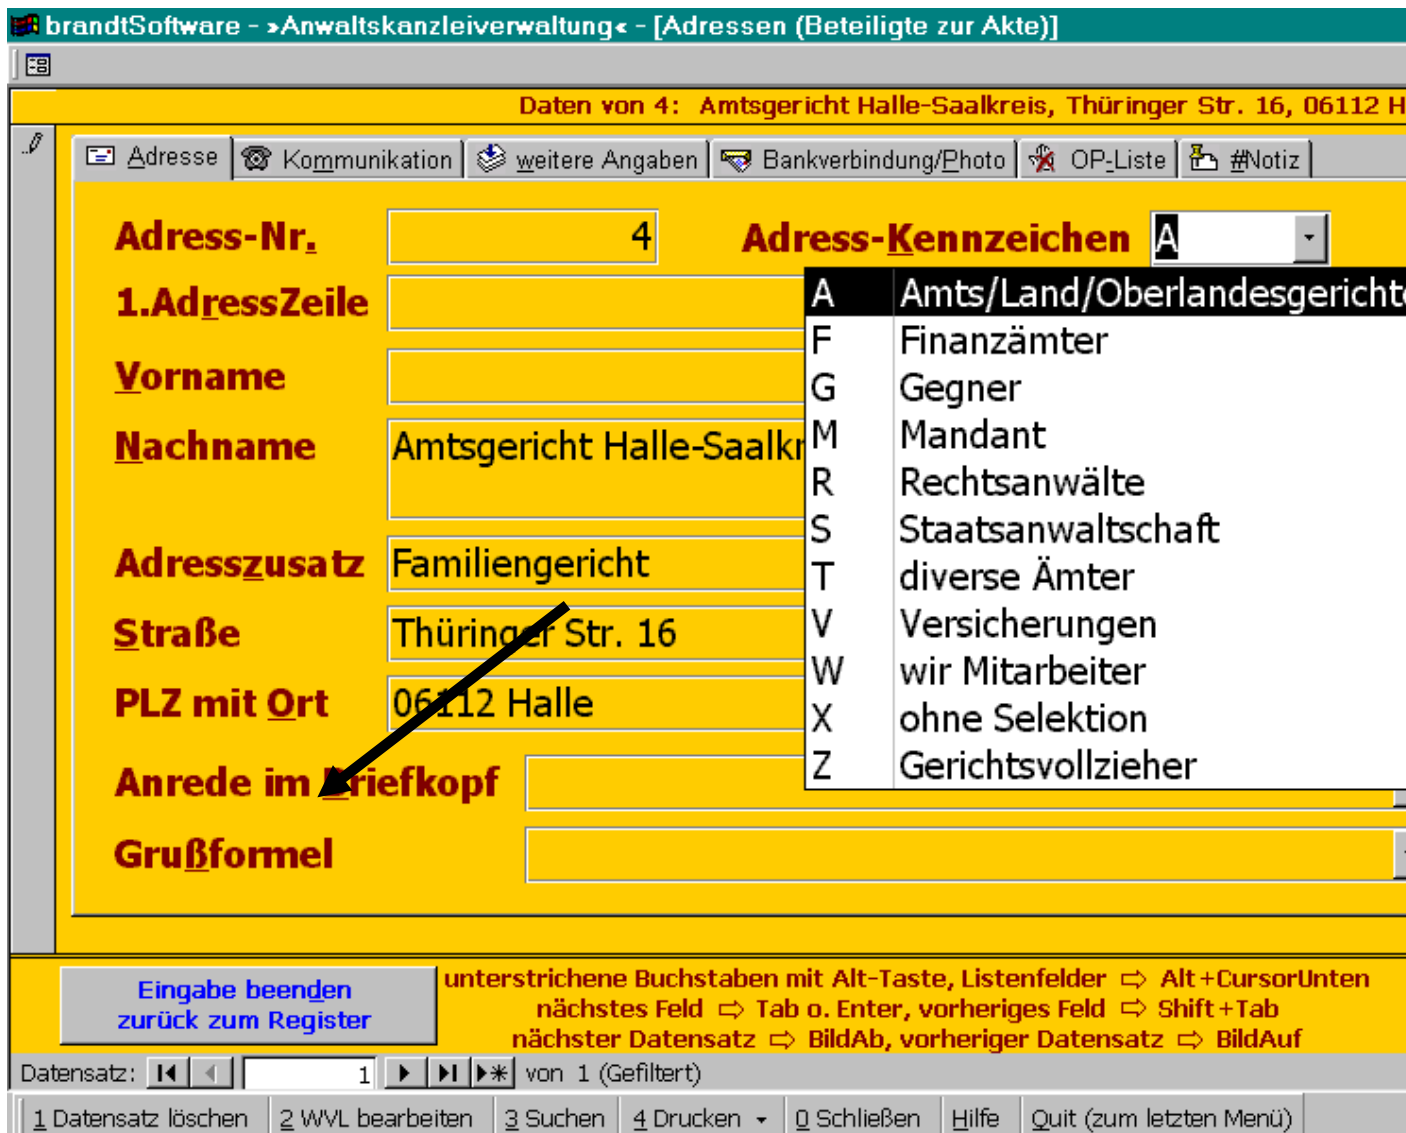 brandtSoftware - »Anwaltskanzleiverwaltung« - [Adressen (Beteiligte zur Akte)]
Daten von 4: Amtsgericht Halle-Saalkreis, Thüringer Str. 16, 06112 H
Adresse Kommunikation weitere Angaben Bankverbindung/Photo OP-Liste #Notiz
Adress-Nr. 4 Adress-Kennzeichen A
1.AdressZeile
Vorname
Nachname Amtsgericht Halle-Saalkr
Adresszusatz Familiengericht
Straße Thüringer Str. 16
PLZ mit Ort 06112 Halle
Anrede im Briefkopf
Grußformel
A Amts/Land/Oberlandesgerichte
F Finanzämter
G Gegner
M Mandant
R Rechtsanwälte
S Staatsanwaltschaft
T diverse Ämter
V Versicherungen
W wir Mitarbeiter
X ohne Selektion
Z Gerichtsvollzieher
Eingabe beenden
zurück zum Register
unterstrichene Buchstaben mit Alt-Taste, Listenfelder ⇨ Alt+CursorUnten
nächstes Feld ⇨ Tab o. Enter, vorheriges Feld ⇨ Shift+Tab
nächster Datensatz ⇨ BildAb, vorheriger Datensatz ⇨ BildAuf
Datensatz: 1 von 1 (Gefiltert)
1 Datensatz löschen 2 WVL bearbeiten 3 Suchen 4 Drucken 0 Schließen Hilfe Quit (zum letzten Menü)